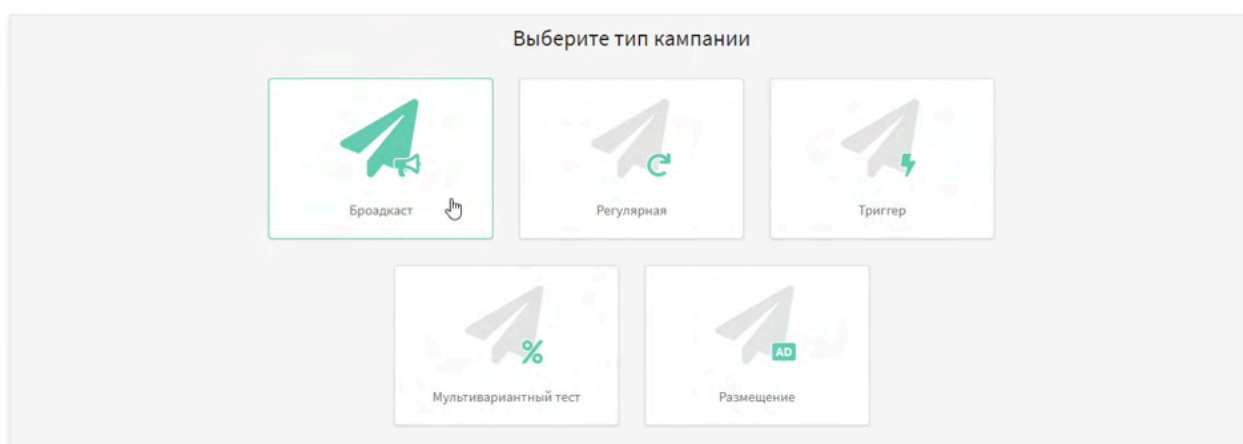 Выберите тип кампании
Броадкаст
Регулярная
Триггер
%
AD
Мультивариантный тест
Размещение